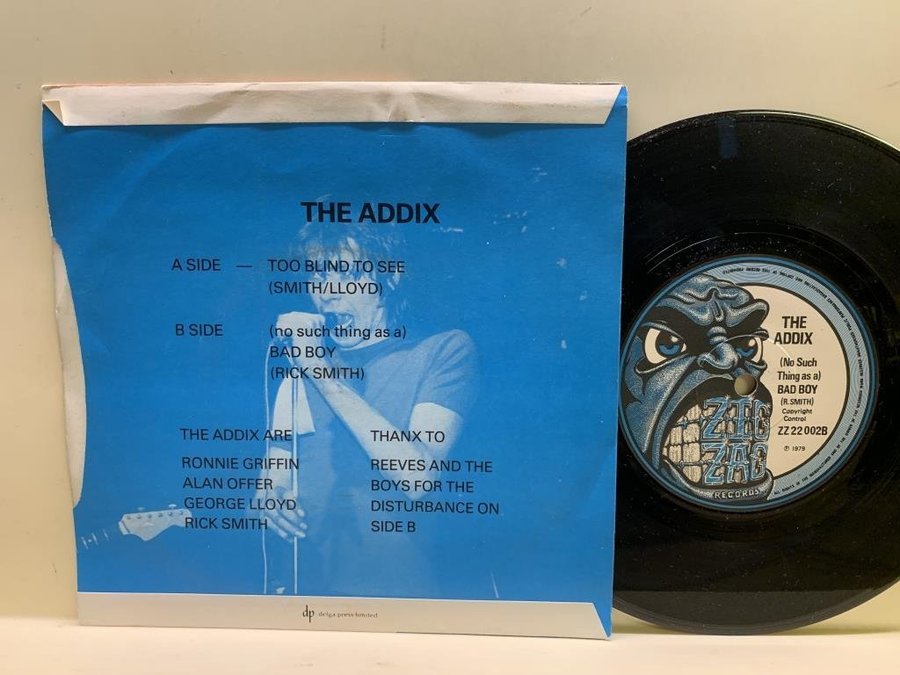 THE ADDIX
A SIDE — TOO BLIND TO SEE
(SMITH/LLOYD)
B SIDE (no such thing as a)
BAD BOY
(RICK SMITH)
THE ADDIX ARE
RONNIE GRIFFIN
ALAN OFFER
GEORGE LLOYD
RICK SMITH
THANX TO
REEVES AND THE
BOYS FOR THE
DISTURBANCE ON
SIDE B
dp delga press limited
THE
ADDIX
(No Such
Thing as a)
BAD BOY
(R. SMITH)
Copyright
Control
ZZ 22 002B
℗ 1979
ZIG
ZAG
RECORDS